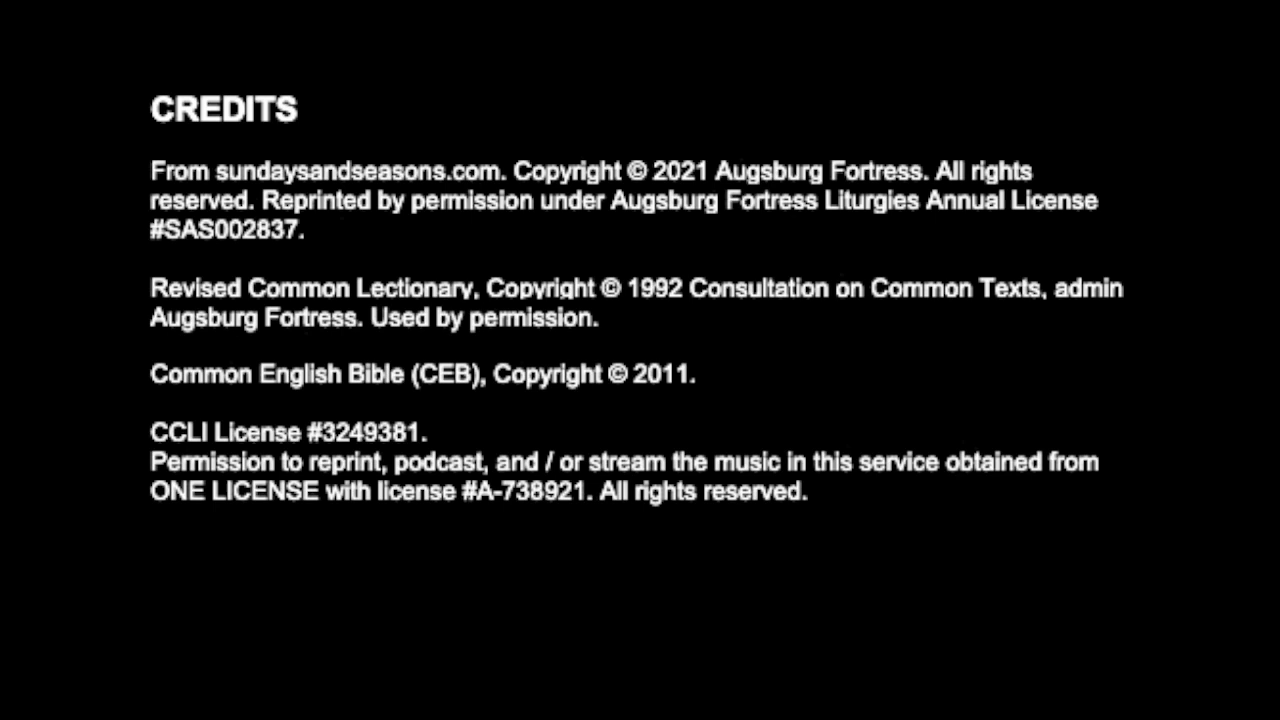 CREDITS
From sundaysandseasons.com. Copyright © 2021 Augsburg Fortress. All rights
reserved. Reprinted by permission under Augsburg Fortress Liturgies Annual License
#SAS002837.
Revised Common Lectionary, Copyright © 1992 Consultation on Common Texts, admin
Augsburg Fortress. Used by permission.
Common English Bible (CEB), Copyright © 2011.
CCLI License #3249381.
Permission to reprint, podcast, and / or stream the music in this service obtained from
ONE LICENSE with license #A-738921. All rights reserved.